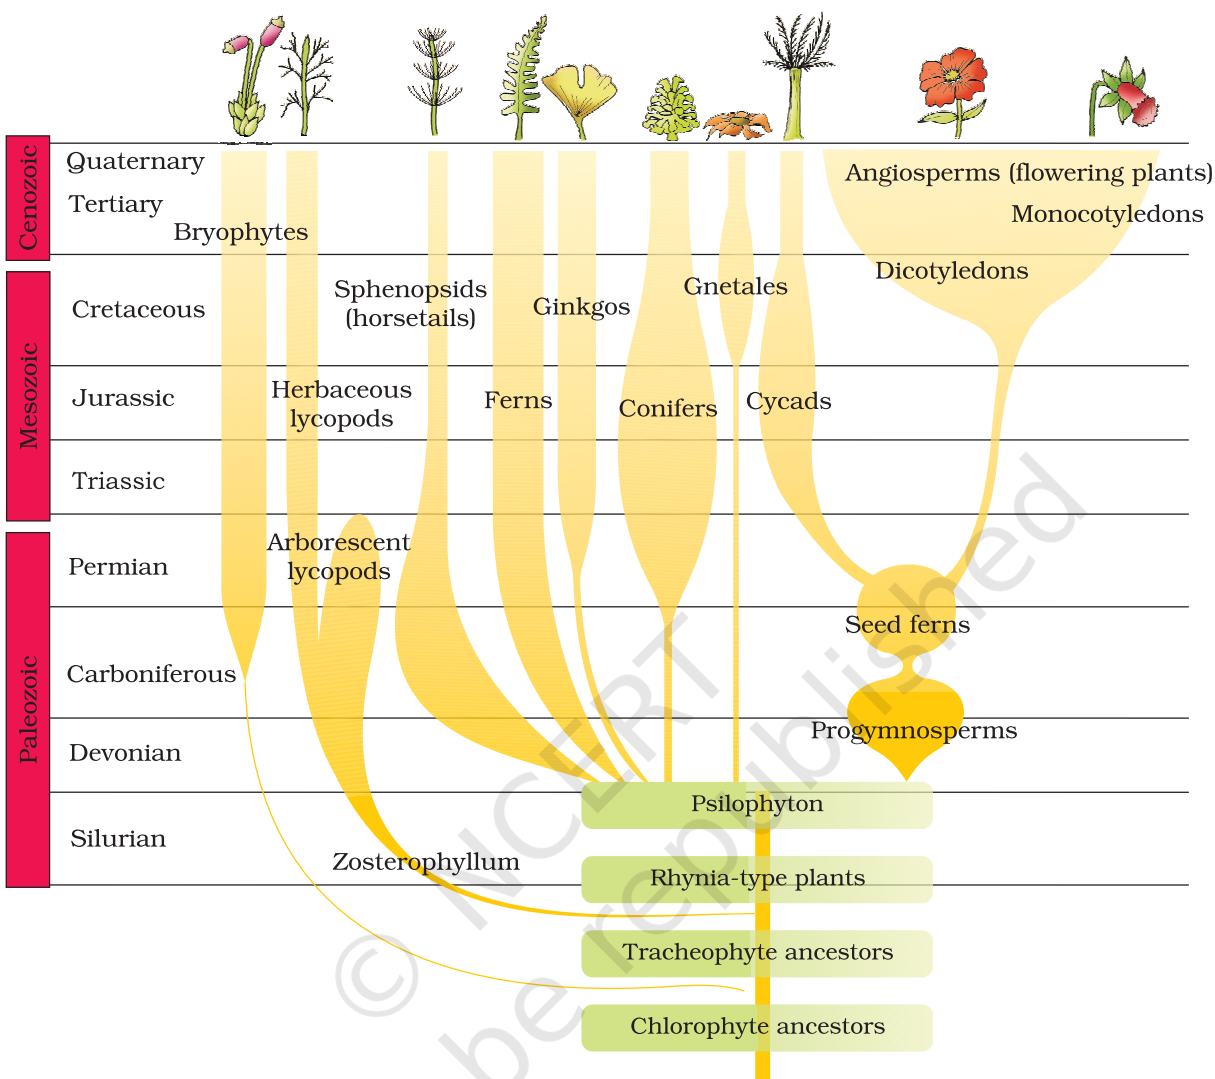 Cenozoic
Quaternary
Angiosperms (flowering plants)
Tertiary
Monocotyledons
Bryophytes
Mesozoic
Dicotyledons
Sphenopsids
(horsetails)
Gnetales
Cretaceous
Ginkgos
Jurassic
Herbaceous
lycopods
Ferns
Conifers
Cycads
Triassic
Paleozoic
Permian
Arborescent
lycopods
Seed ferns
Carboniferous
Progymnosperms
Devonian
Psilophyton
Silurian
Zosterophyllum
Rhynia-type plants
Tracheophyte ancestors
Chlorophyte ancestors
© NCERT
be republished